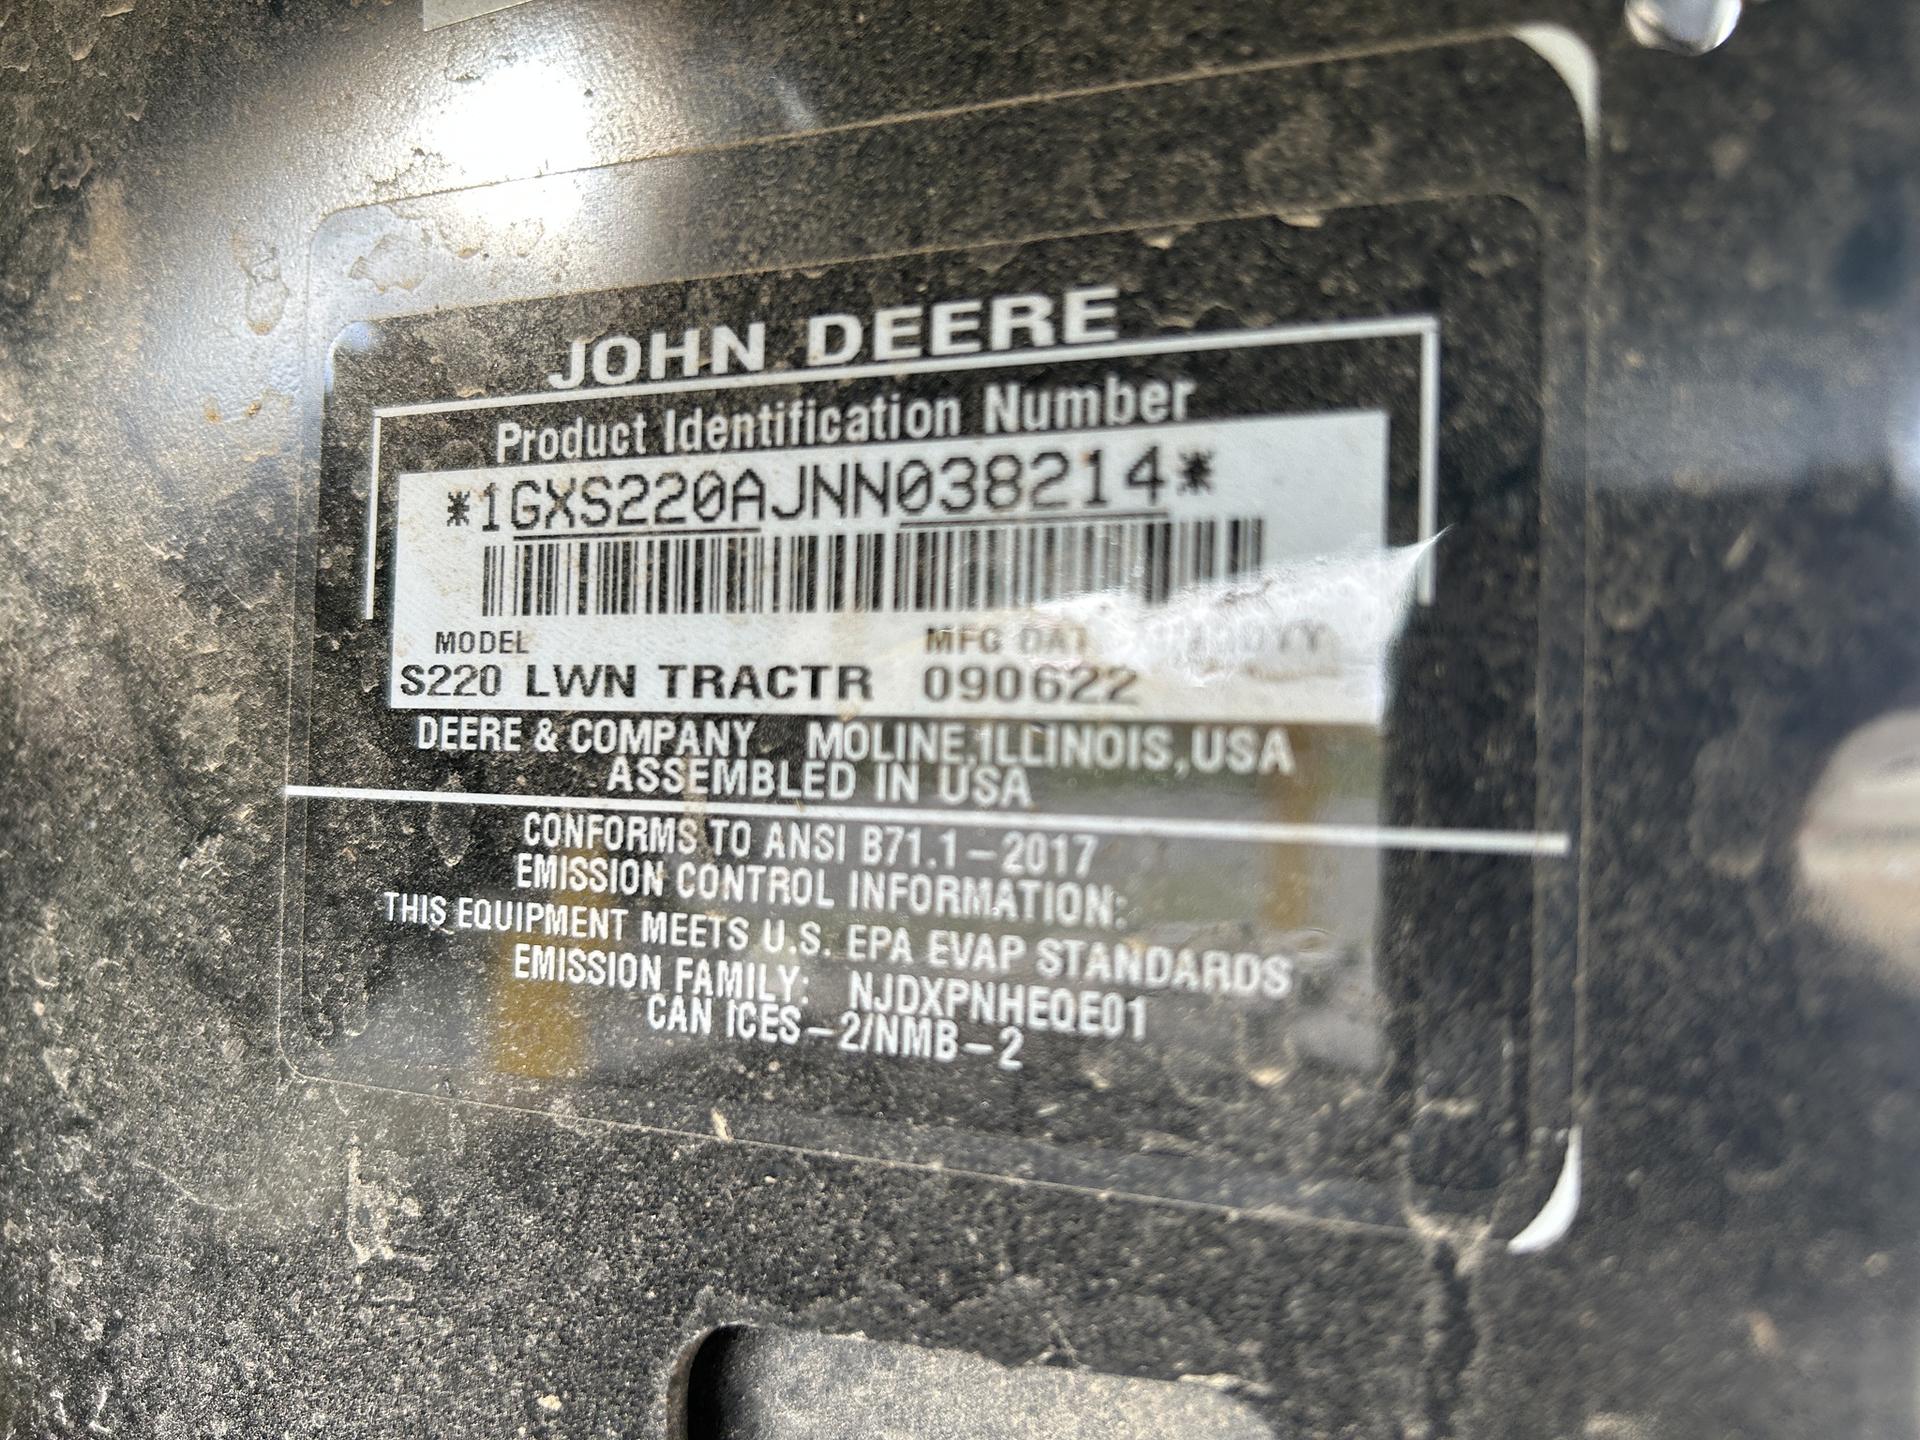 JOHN DEERE
Product Identification Number
*1GXS220AJNN038214*
MODEL MFG DAT
S220 LWN TRACTR 090622
DEERE & COMPANY MOLINE,ILLINOIS,USA
ASSEMBLED IN USA
CONFORMS TO ANSI B71.1-2017
EMISSION CONTROL INFORMATION:
THIS EQUIPMENT MEETS U.S. EPA EVAP STANDARDS
EMISSION FAMILY: NJDXPNHEQE01
CAN ICES-2/NMB-2